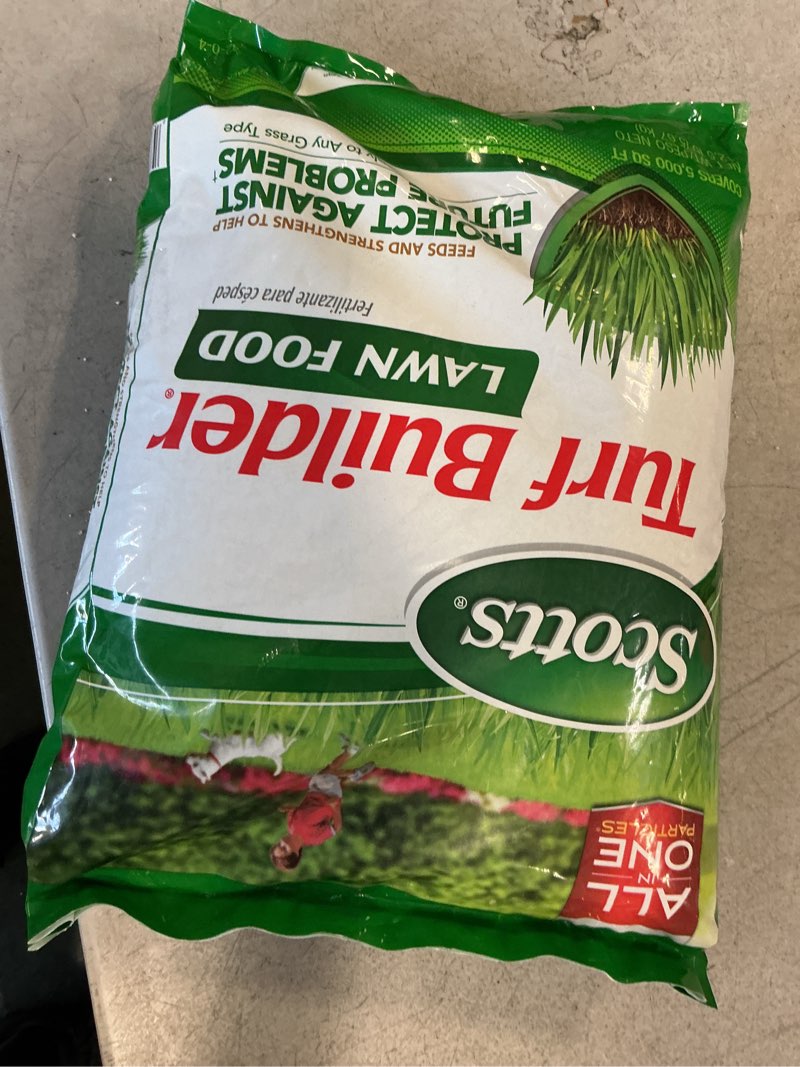 ALL
IN
ONE
PARTICLES®
Scotts®
Turf Builder®
LAWN FOOD
Fertilizante para césped
FEEDS AND STRENGTHENS TO HELP
PROTECT AGAINST
FUTURE PROBLEMS†
to Any Grass Type
COVERS 5,000 SQ FT